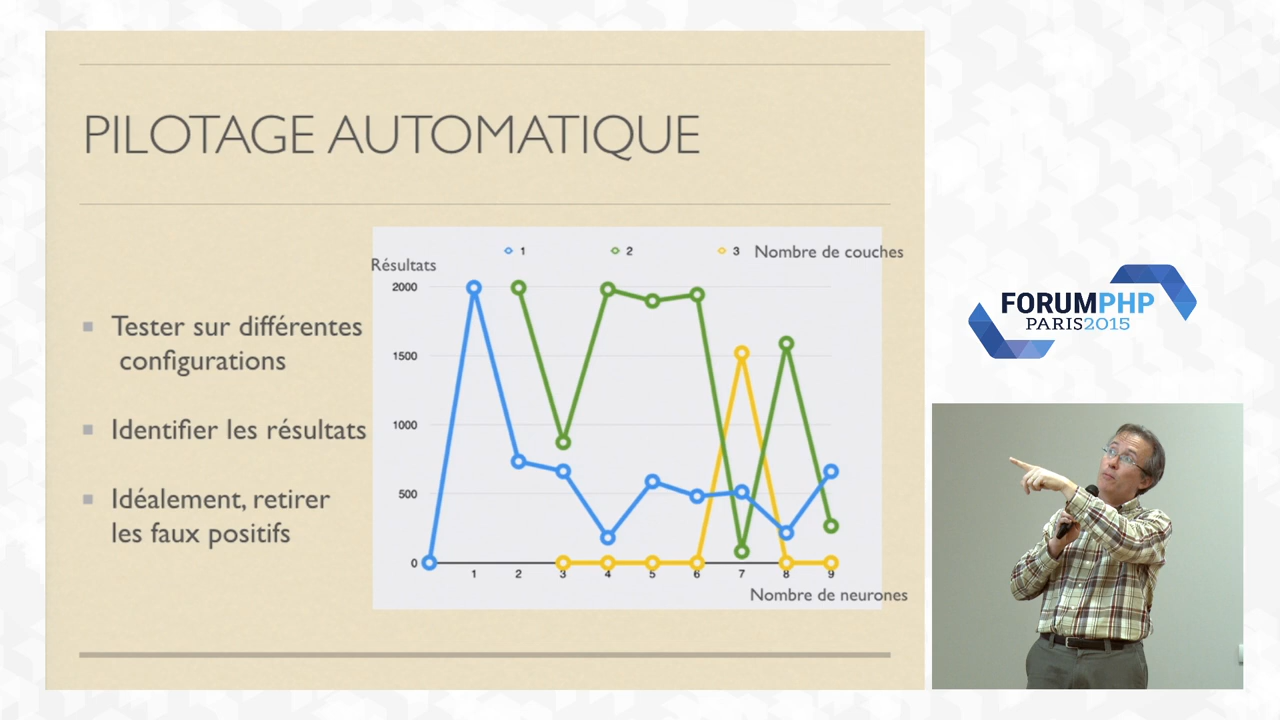 PILOTAGE AUTOMATIQUE
Tester sur différentes
configurations
Identifier les résultats
Idéalement, retirer
les faux positifs
1 2 3 Nombre de couches
Résultats
2000
1500
1000
500
0
1 2 3 4 5 6 7 8 9
Nombre de neurones
FORUMPHP
PARIS2015